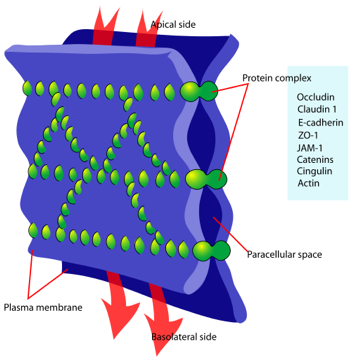 Apical side
Protein complex
Occludin
Claudin 1
E-cadherin
ZO-1
JAM-1
Catenins
Cingulin
Actin
Paracellular space
Plasma membrane
Basolateral side